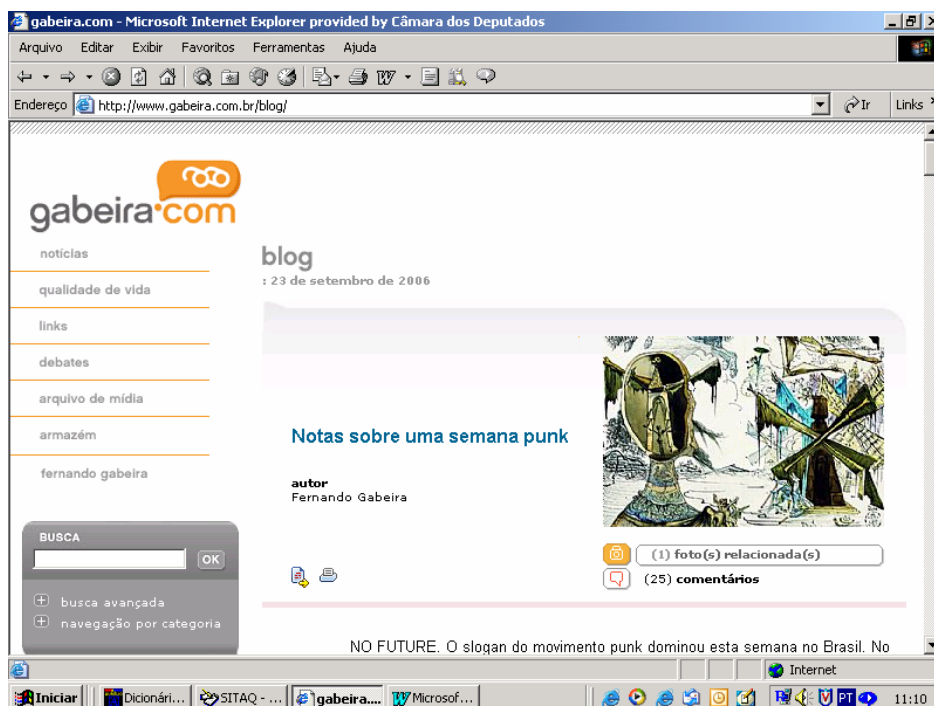 gabeira.com - Microsoft Internet Explorer provided by Câmara dos Deputados
Arquivo Editar Exibir Favoritos Ferramentas Ajuda
Endereço http://www.gabeira.com.br/blog/ Ir Links
gabeira.com
notícias
qualidade de vida
links
debates
arquivo de mídia
armazém
fernando gabeira
BUSCA
OK
busca avançada
navegação por categoria
blog
: 23 de setembro de 2006
Notas sobre uma semana punk
autor
Fernando Gabeira
(1) foto(s) relacionada(s)
(25) comentários
NO FUTURE. O slogan do movimento punk dominou esta semana no Brasil. No
Internet
Iniciar Dicionári... SITAQ - ... gabeira.... Microsof... PT 11:10